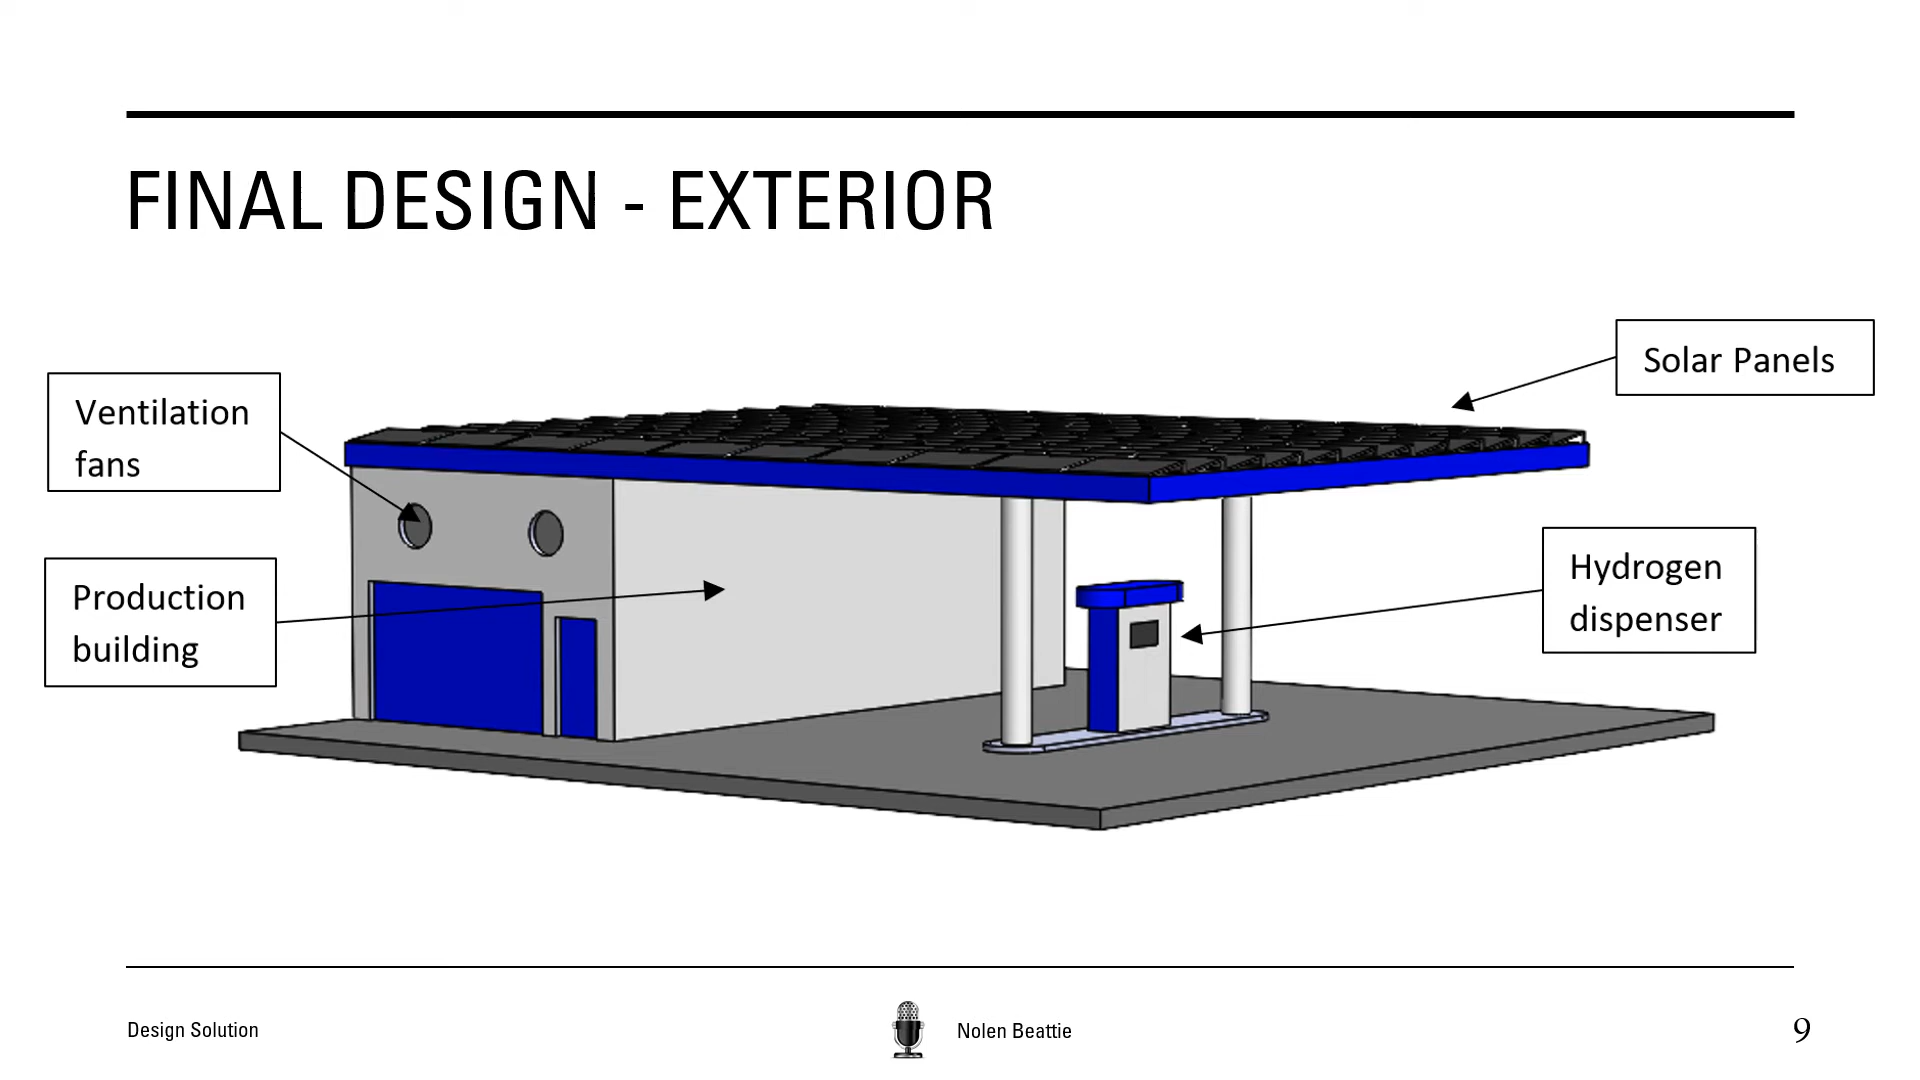 FINAL DESIGN - EXTERIOR
Solar Panels
Ventilation
fans
Production
building
Hydrogen
dispenser
Design Solution
Nolen Beattie
9